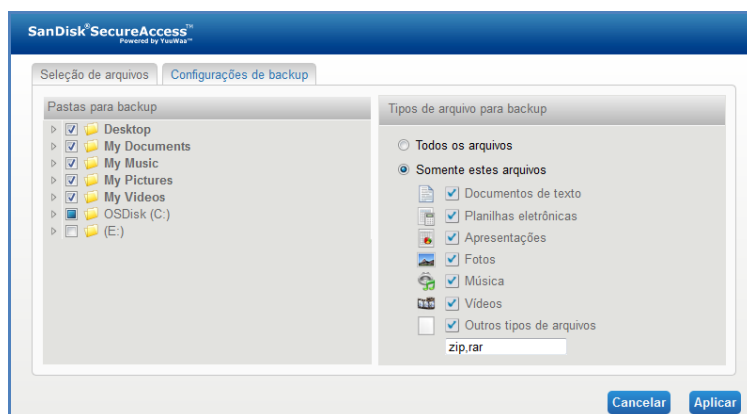 SanDisk®SecureAccess™
Powered by YuuWaa™
Seleção de arquivos
Configurações de backup
Pastas para backup
Desktop
My Documents
My Music
My Pictures
My Videos
OSDisk (C:)
(E:)
Tipos de arquivo para backup
Todos os arquivos
Somente estes arquivos
Documentos de texto
Planilhas eletrônicas
Apresentações
Fotos
Música
Vídeos
Outros tipos de arquivos
zip,rar
Cancelar
Aplicar